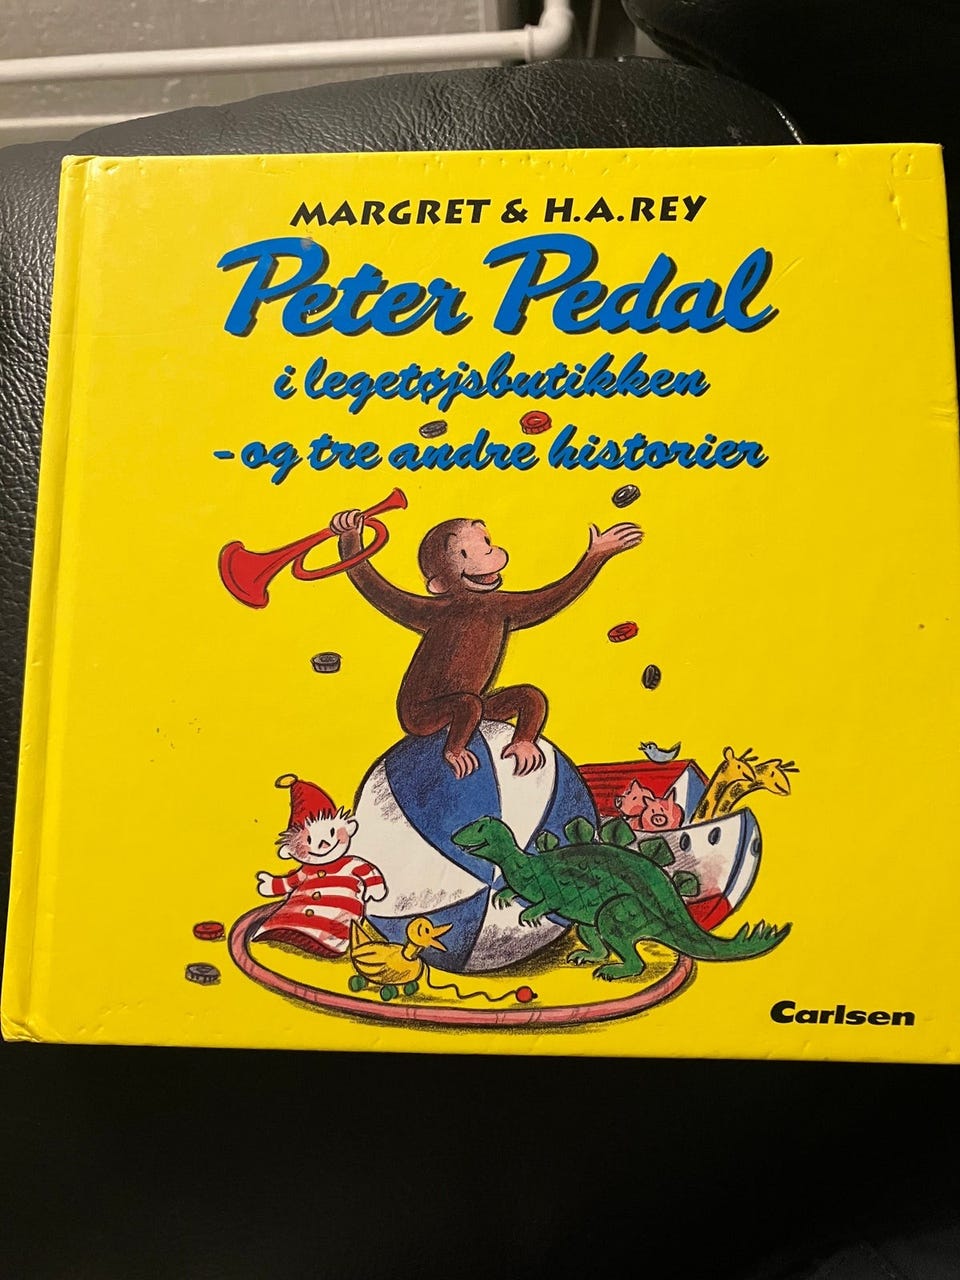 MARGRET & H.A.REY
Peter Pedal
i legetøjsbutikken
- og tre andre historier
Carlsen